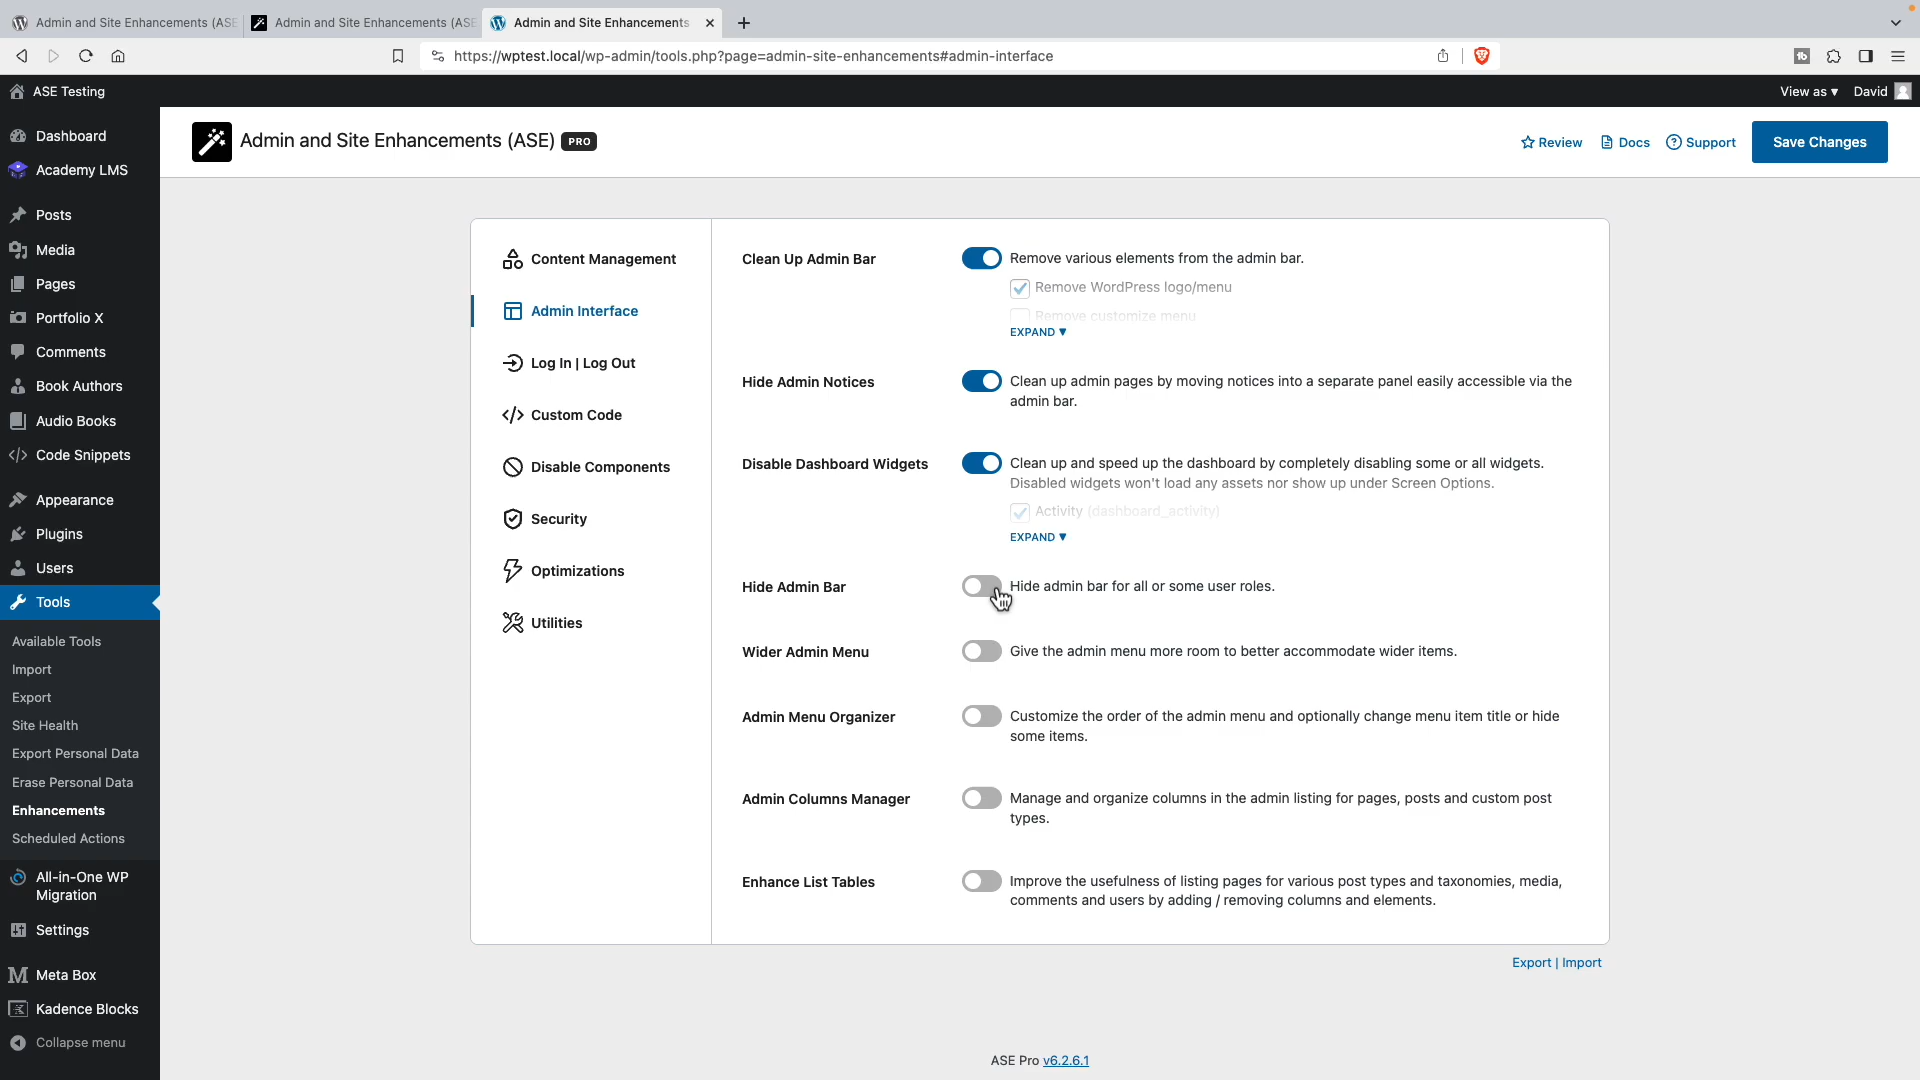 Admin and Site Enhancements (ASE
Admin and Site Enhancements (ASE
Admin and Site Enhancements
https://wptest.local/wp-admin/tools.php?page=admin-site-enhancements#admin-interface
ASE Testing
View as ▾
David
Dashboard
Academy LMS
Posts
Media
Pages
Portfolio X
Comments
Book Authors
Audio Books
Code Snippets
Appearance
Plugins
Users
Tools
Available Tools
Import
Export
Site Health
Export Personal Data
Erase Personal Data
Enhancements
Scheduled Actions
All-in-One WP
Migration
Settings
Meta Box
Kadence Blocks
Collapse menu
Admin and Site Enhancements (ASE) PRO
Review
Docs
Support
Save Changes
Content Management
Admin Interface
Log In | Log Out
Custom Code
Disable Components
Security
Optimizations
Utilities
Clean Up Admin Bar
Remove various elements from the admin bar.
Remove WordPress logo/menu
Remove customize menu
EXPAND ▼
Hide Admin Notices
Clean up admin pages by moving notices into a separate panel easily accessible via the
admin bar.
Disable Dashboard Widgets
Clean up and speed up the dashboard by completely disabling some or all widgets.
Disabled widgets won't load any assets nor show up under Screen Options.
Activity (dashboard_activity)
EXPAND ▼
Hide Admin Bar
Hide admin bar for all or some user roles.
Wider Admin Menu
Give the admin menu more room to better accommodate wider items.
Admin Menu Organizer
Customize the order of the admin menu and optionally change menu item title or hide
some items.
Admin Columns Manager
Manage and organize columns in the admin listing for pages, posts and custom post
types.
Enhance List Tables
Improve the usefulness of listing pages for various post types and taxonomies, media,
comments and users by adding / removing columns and elements.
Export | Import
ASE Pro v6.2.6.1